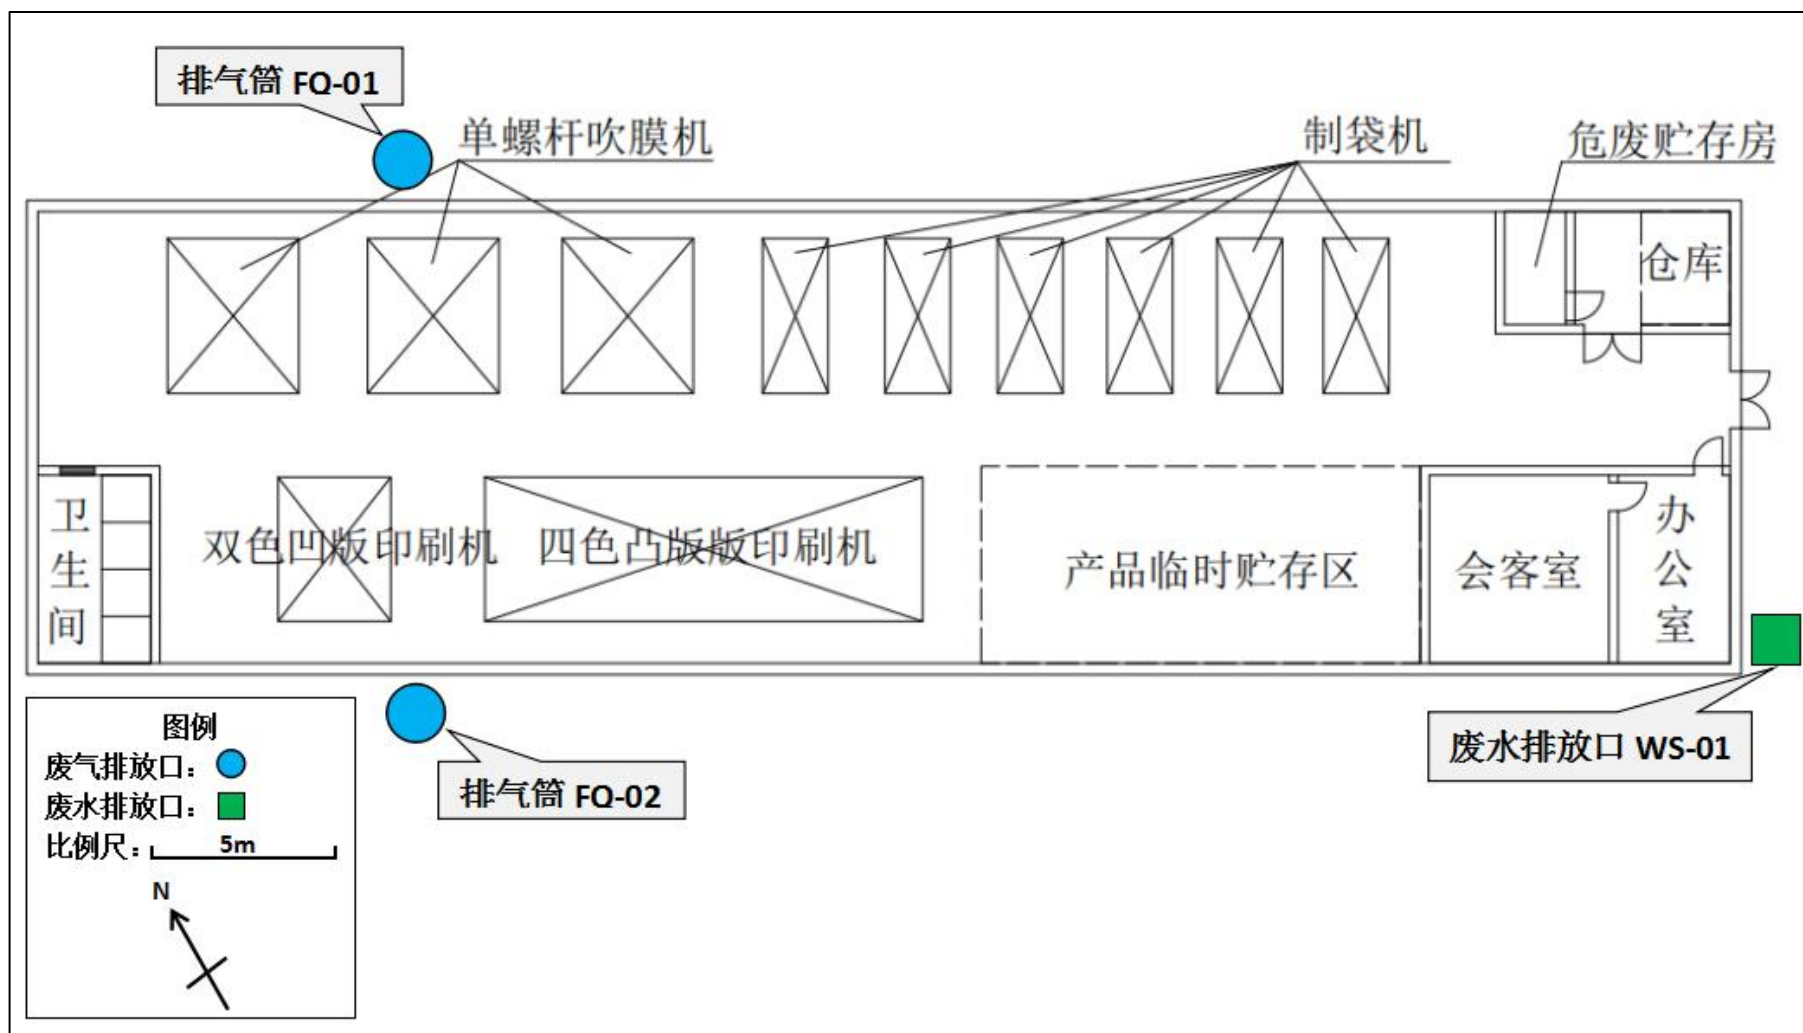 排气筒 FQ-01
单螺杆吹膜机
制袋机
危废贮存房
仓库
卫生间
双色凹版印刷机
四色凸版版印刷机
产品临时贮存区
会客室
办公室
排气筒 FQ-02
废水排放口 WS-01
图例
废气排放口：
废水排放口：
比例尺：
5m
N